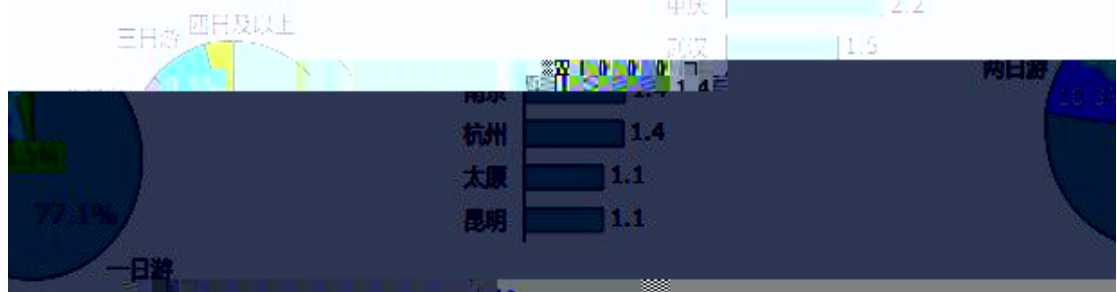 重庆 2.2
四日及以上
三日游
武汉 1.5
两日游
南京 1.4
杭州 1.4
太原 1.1
77.1%
昆明 1.1
一日游